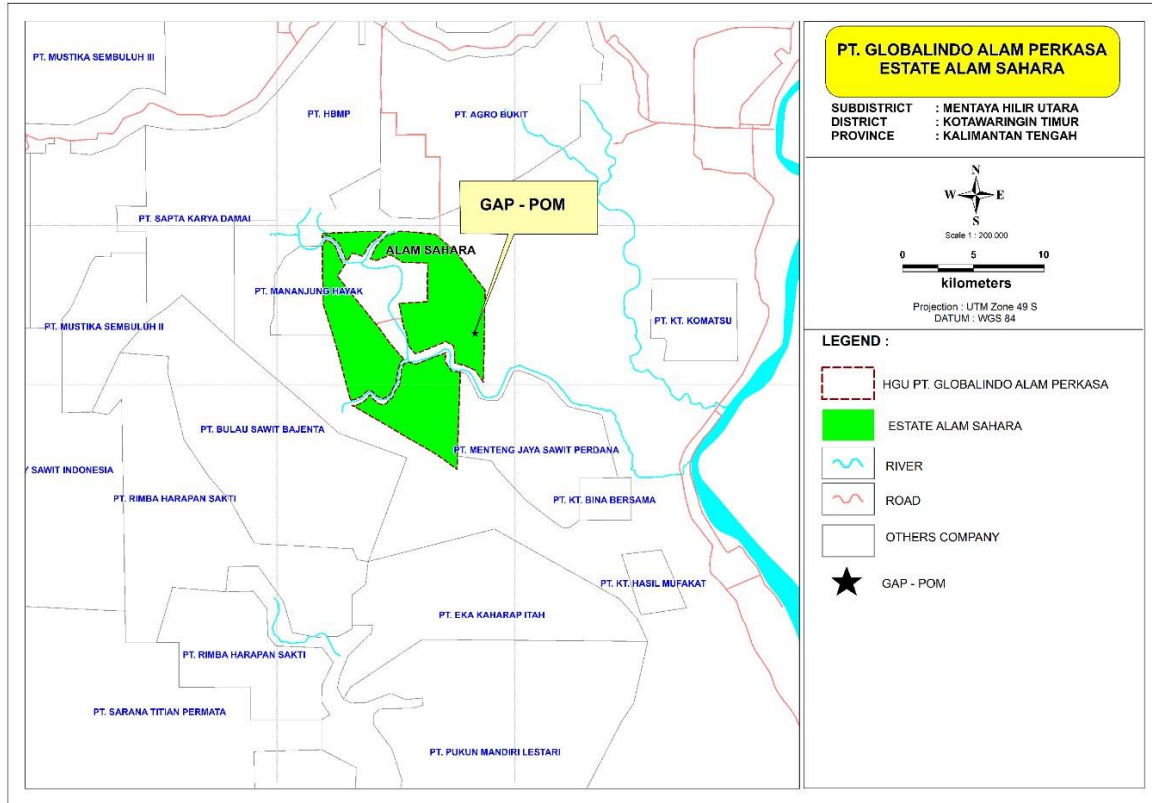 PT. MUSTIKA SEMBULUH III
PT. HBMP
PT. AGRO BUKIT
GAP - POM
PT. SAPTA KARYA DAMAI
ALAM SAHARA
PT. MANANJUNG HAYAK
PT. KT. KOMATSU
PT. MUSTIKA SEMBULUH II
PT. BULAU SAWIT BAJENTA
PT. MENTENG JAYA SAWIT PERDANA
SAWIT INDONESIA
PT. RIMBA HARAPAN SAKTI
PT. KT. BINA BERSAMA
PT. KT. HASIL MUFAKAT
PT. EKA KAHARAP ITAH
PT. RIMBA HARAPAN SAKTI
PT. SARANA TITIAN PERMATA
PT. PUKUN MANDIRI LESTARI
PT. GLOBALINDO ALAM PERKASA
ESTATE ALAM SAHARA
SUBDISTRICT : MENTAYA HILIR UTARA
DISTRICT : KOTAWARINGIN TIMUR
PROVINCE : KALIMANTAN TENGAH
N
W E
S
Scale 1 : 200.000
0 5 10
kilometers
Projection : UTM Zone 49 S
DATUM : WGS 84
LEGEND :
HGU PT. GLOBALINDO ALAM PERKASA
ESTATE ALAM SAHARA
RIVER
ROAD
OTHERS COMPANY
GAP - POM